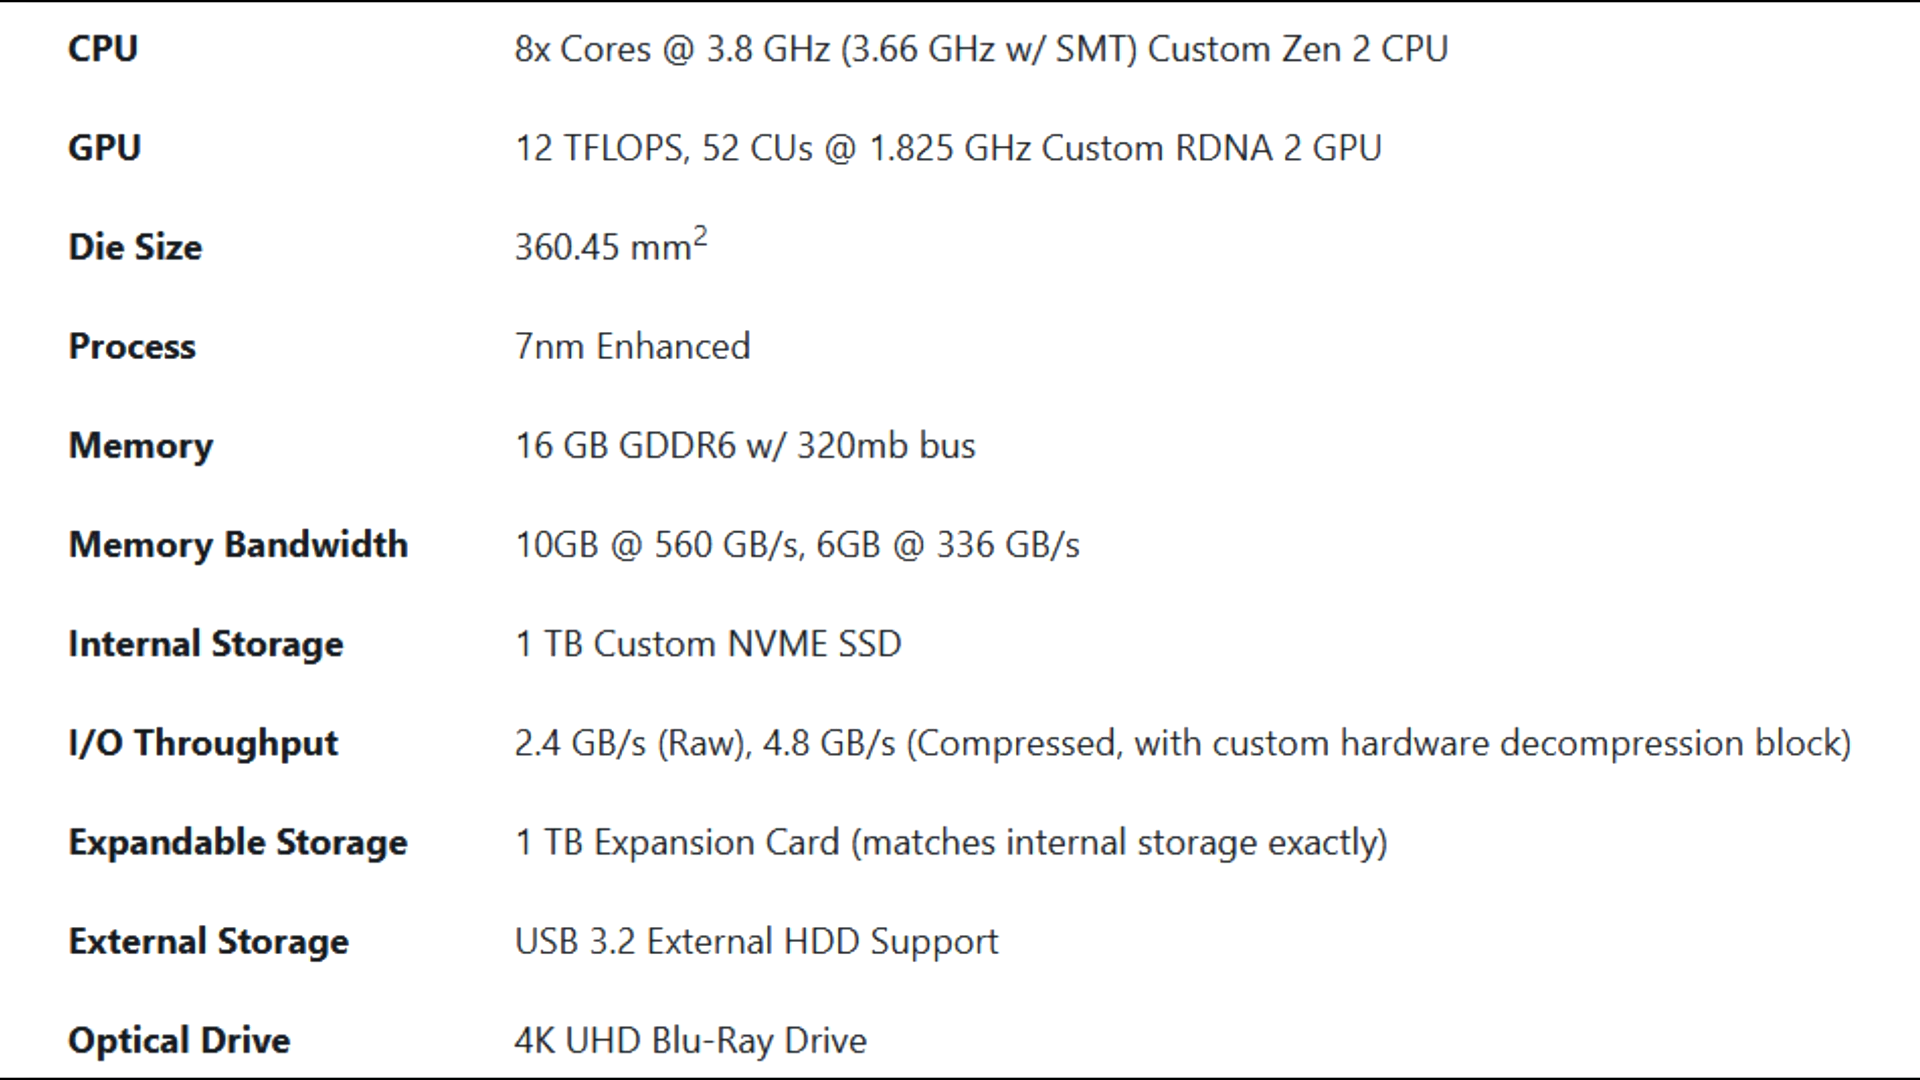 CPU 8x Cores @ 3.8 GHz (3.66 GHz w/ SMT) Custom Zen 2 CPU
GPU 12 TFLOPS, 52 CUs @ 1.825 GHz Custom RDNA 2 GPU
Die Size 360.45 mm²
Process 7nm Enhanced
Memory 16 GB GDDR6 w/ 320mb bus
Memory Bandwidth 10GB @ 560 GB/s, 6GB @ 336 GB/s
Internal Storage 1 TB Custom NVME SSD
I/O Throughput 2.4 GB/s (Raw), 4.8 GB/s (Compressed, with custom hardware decompression block)
Expandable Storage 1 TB Expansion Card (matches internal storage exactly)
External Storage USB 3.2 External HDD Support
Optical Drive 4K UHD Blu-Ray Drive